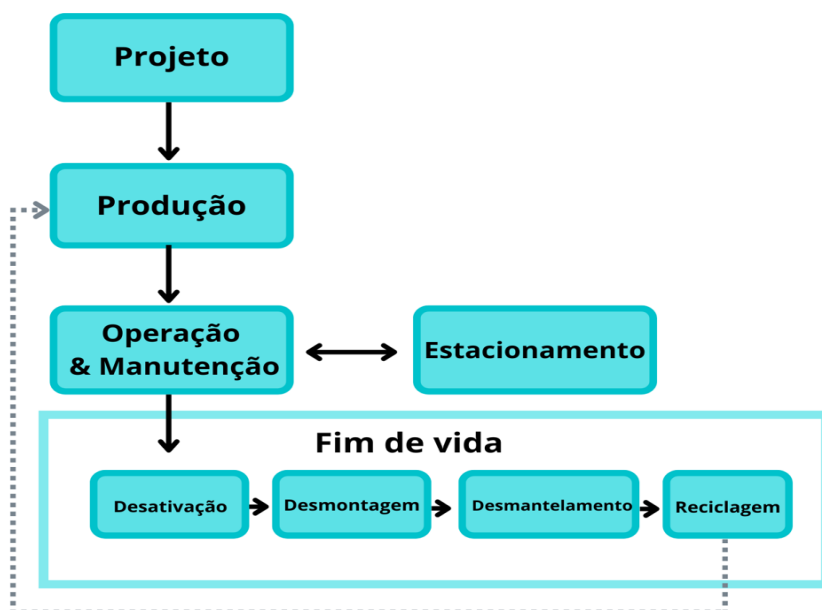 Projeto
Produção
Operação
& Manutenção
Estacionamento
Fim de vida
Desativação
Desmontagem
Desmantelamento
Reciclagem